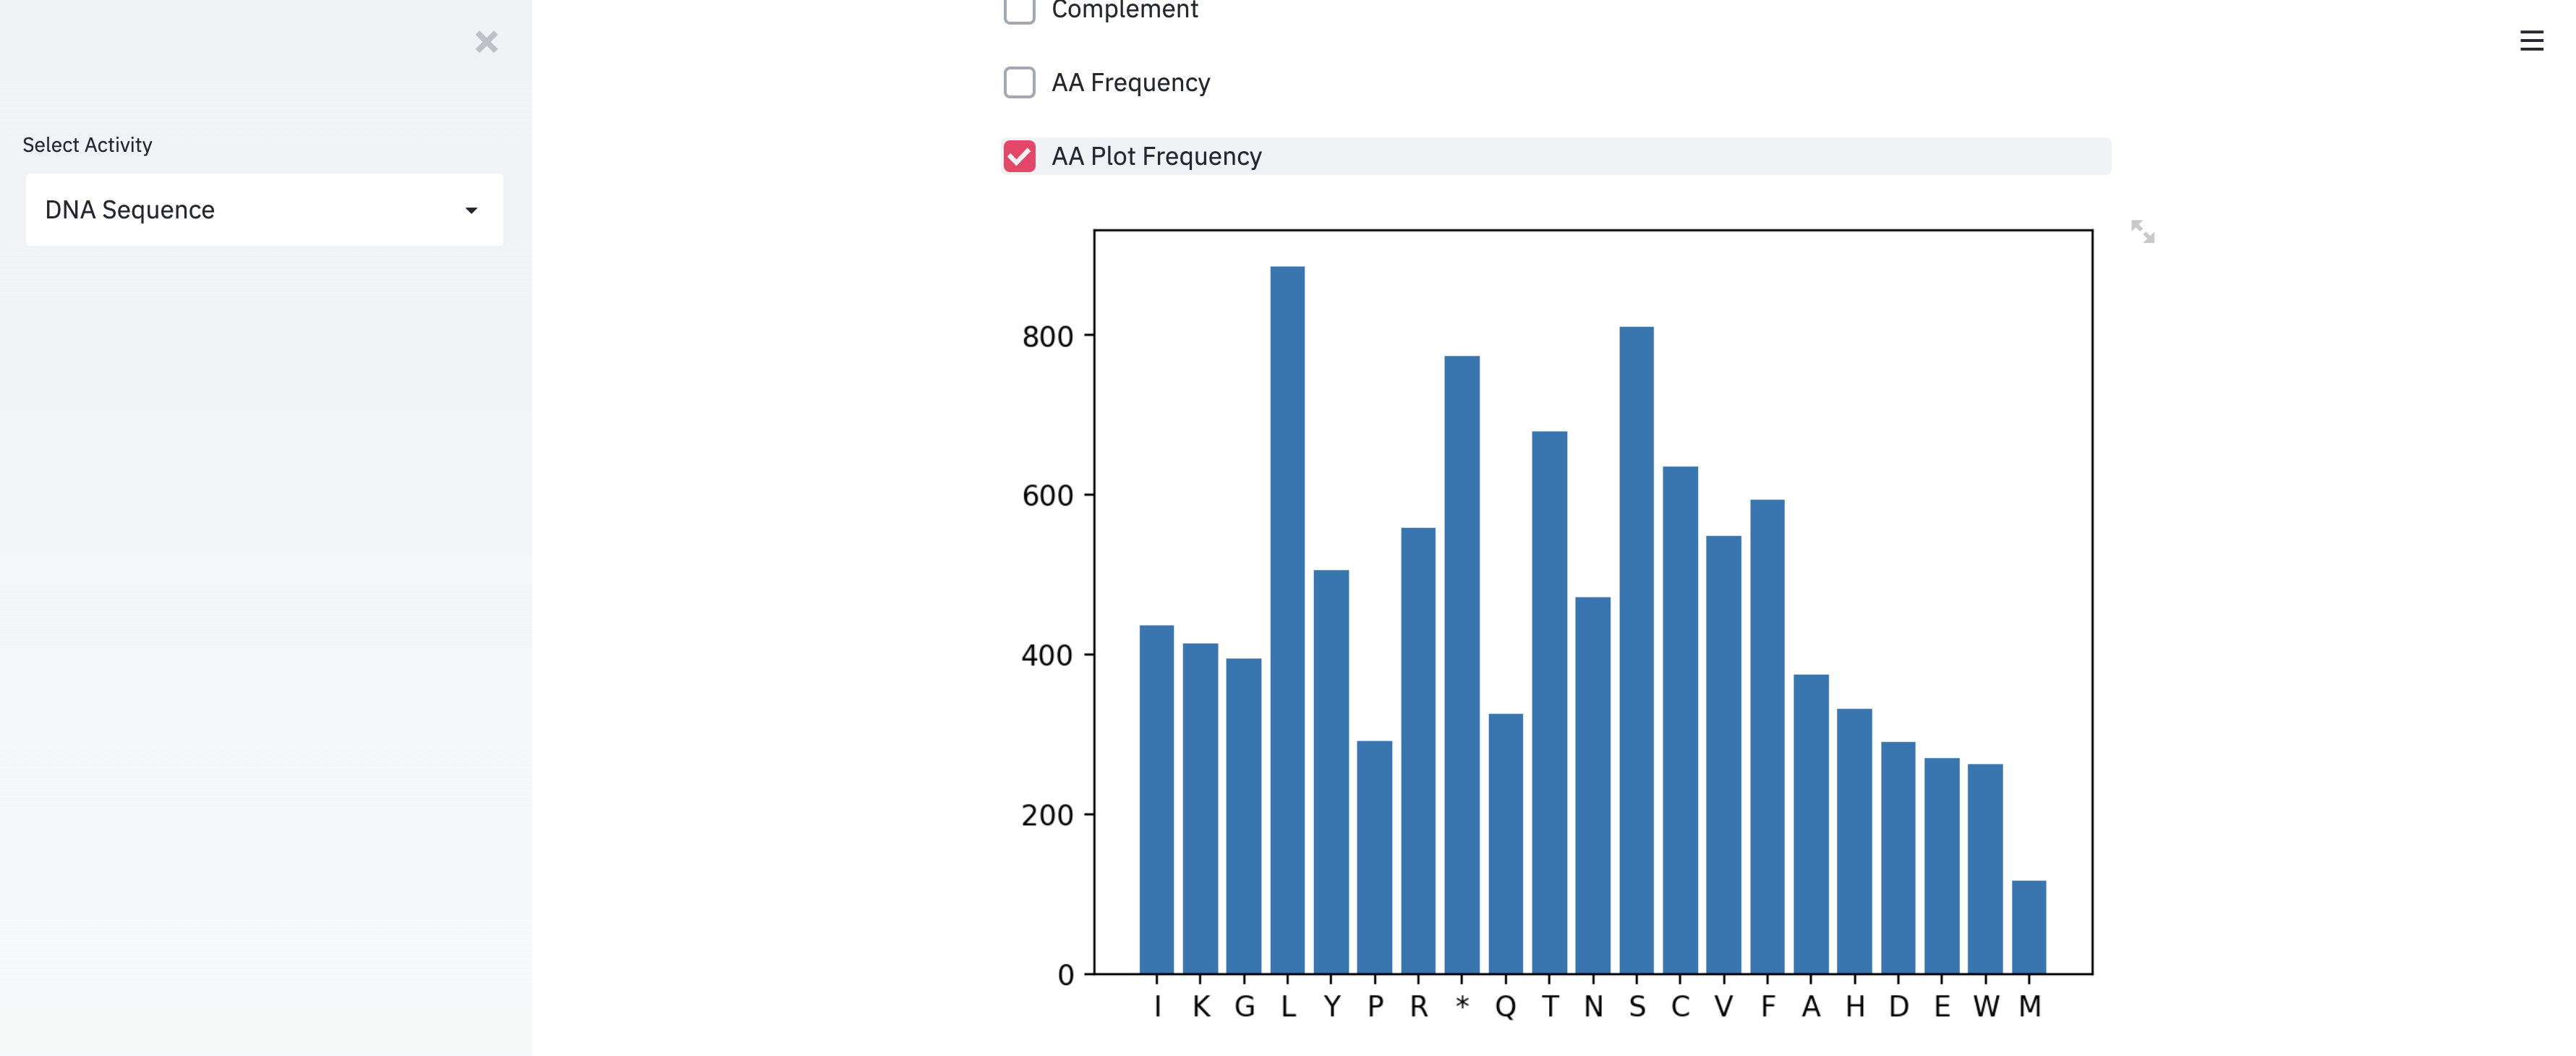 Complement
AA Frequency
Select Activity
AA Plot Frequency
DNA Sequence
800
600
400
200
0
I K G L Y P R * Q T N S C V F A H D E W M